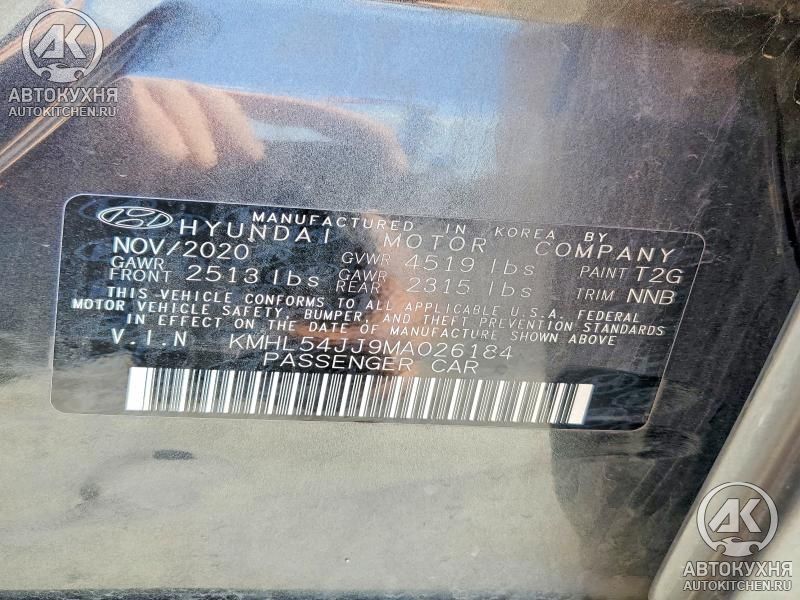 AK
АВТОКУХНЯ
AUTOKITCHEN.RU
MANUFACTURED IN KOREA BY
HYUNDAI MOTOR COMPANY
NOV/2020 GVWR 4519 lbs PAINT T2G
GAWR FRONT 2513 lbs GAWR REAR 2315 lbs TRIM NNB
THIS VEHICLE CONFORMS TO ALL APPLICABLE U.S.A. FEDERAL
MOTOR VEHICLE SAFETY, BUMPER, AND THEFT PREVENTION STANDARDS
IN EFFECT ON THE DATE OF MANUFACTURE SHOWN ABOVE
V.I.N KMHL54JJ9MA026184
PASSENGER CAR
AK
АВТОКУХНЯ
AUTOKITCHEN.RU